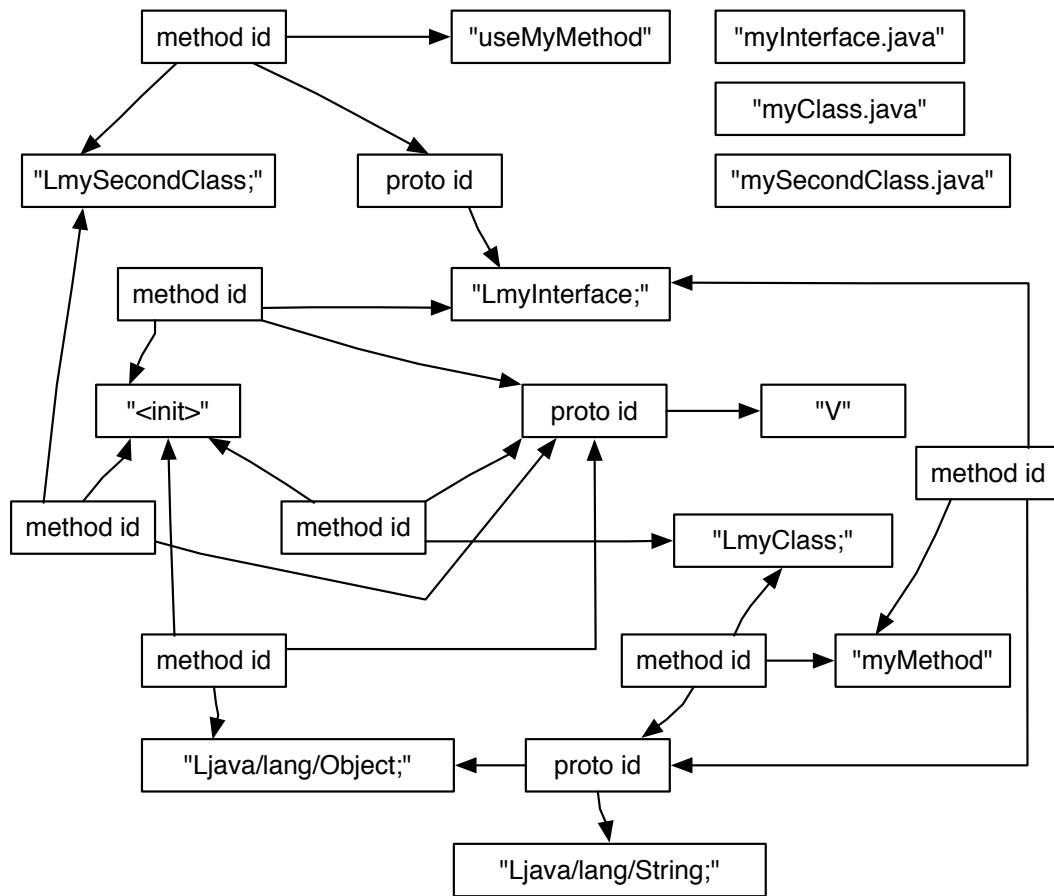 method id
"useMyMethod"
"myInterface.java"
"myClass.java"
"LmySecondClass;"
proto id
"mySecondClass.java"
method id
"LmyInterface;"
"<init>"
proto id
"V"
method id
method id
method id
"LmyClass;"
method id
method id
"myMethod"
"Ljava/lang/Object;"
proto id
"Ljava/lang/String;"